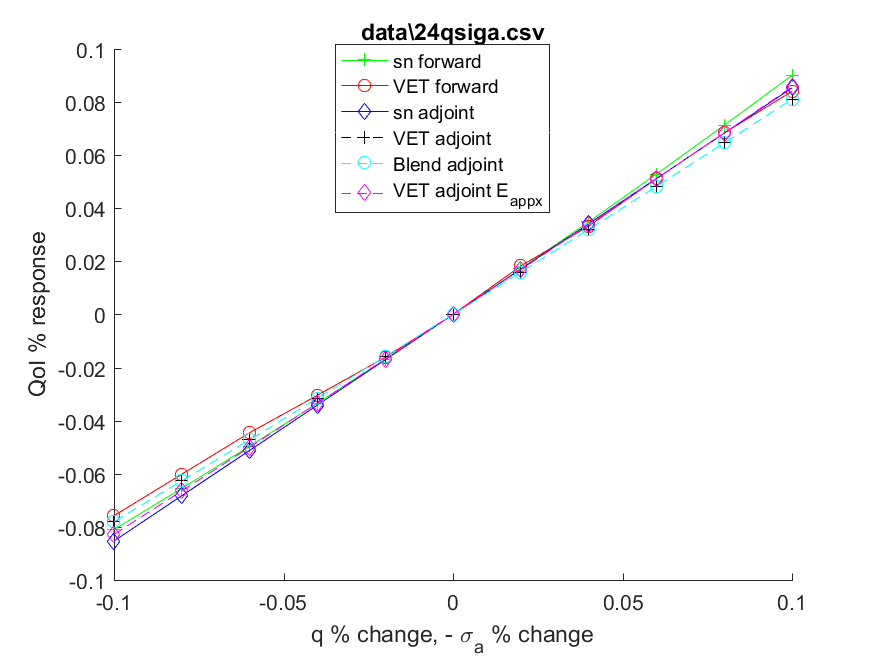 data\24qsiga.csv
sn forward
VET forward
sn adjoint
VET adjoint
Blend adjoint
VET adjoint E_appx
QoI % response
0.1
0.08
0.06
0.04
0.02
0
-0.02
-0.04
-0.06
-0.08
-0.1
-0.1
-0.05
0
0.05
0.1
q % change, - σ_a % change